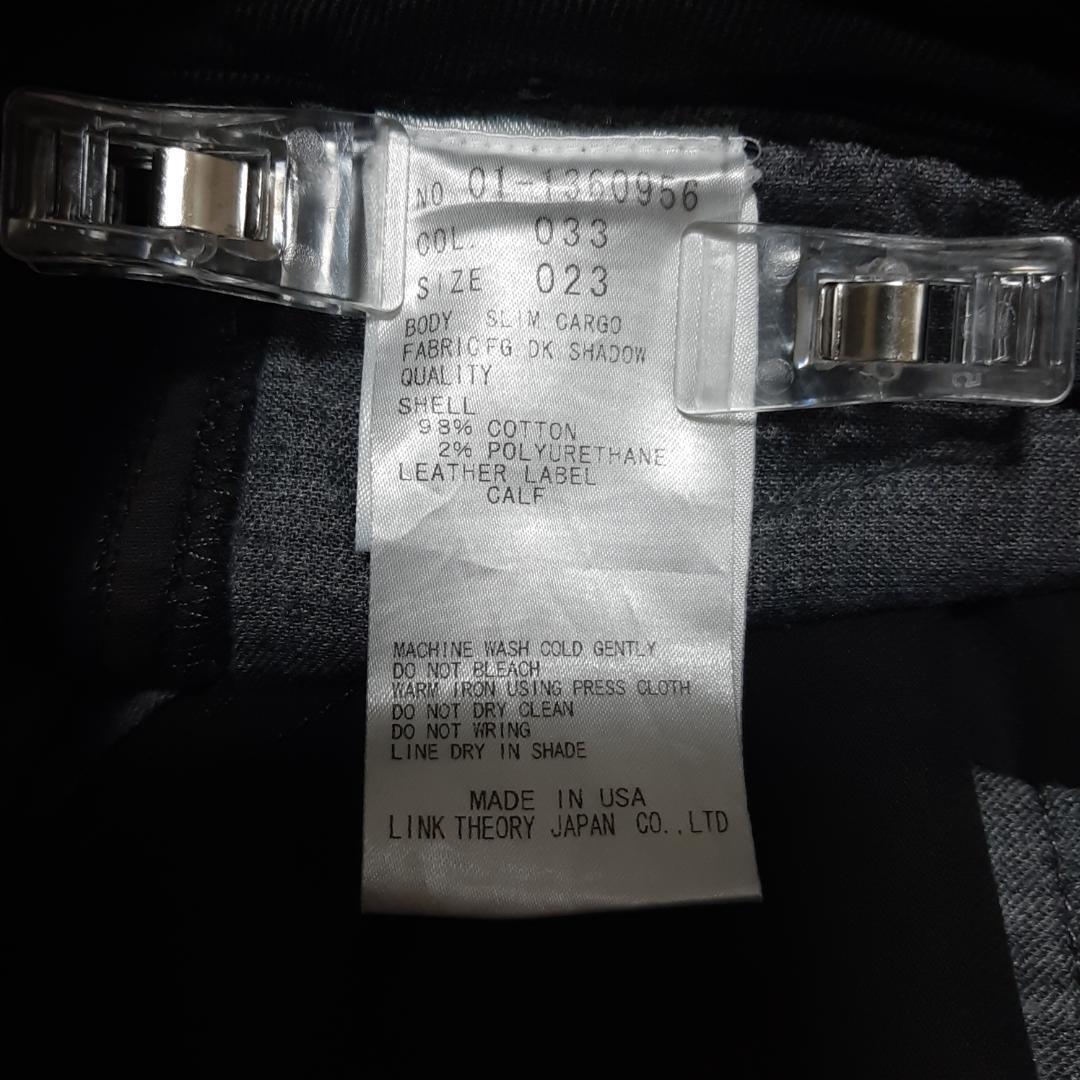 NO 01-1360956
COL. 033
SIZE 023
BODY SLIM CARGO
FABRIC FG DK SHADOW
QUALITY
SHELL
98% COTTON
2% POLYURETHANE
LEATHER LABEL
CALF
MACHINE WASH COLD GENTLY
DO NOT BLEACH
WARM IRON USING PRESS CLOTH
DO NOT DRY CLEAN
DO NOT WRING
LINE DRY IN SHADE
MADE IN USA
LINK THEORY JAPAN CO.,LTD